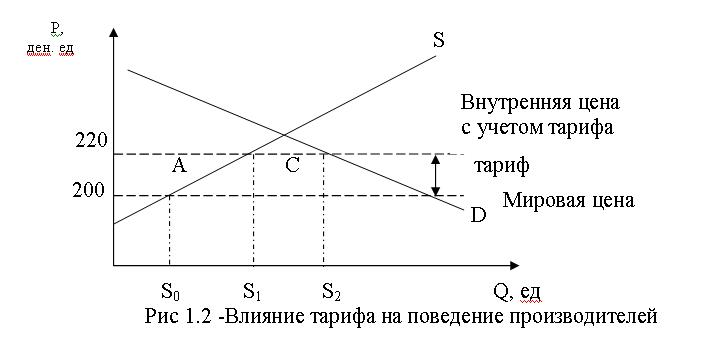 P,
ден. ед
S
Внутренняя цена
с учетом тарифа
220
A
C
тариф
200
D
Мировая цена
S0
S1
S2
Q, ед
Рис 1.2 -Влияние тарифа на поведение производителей